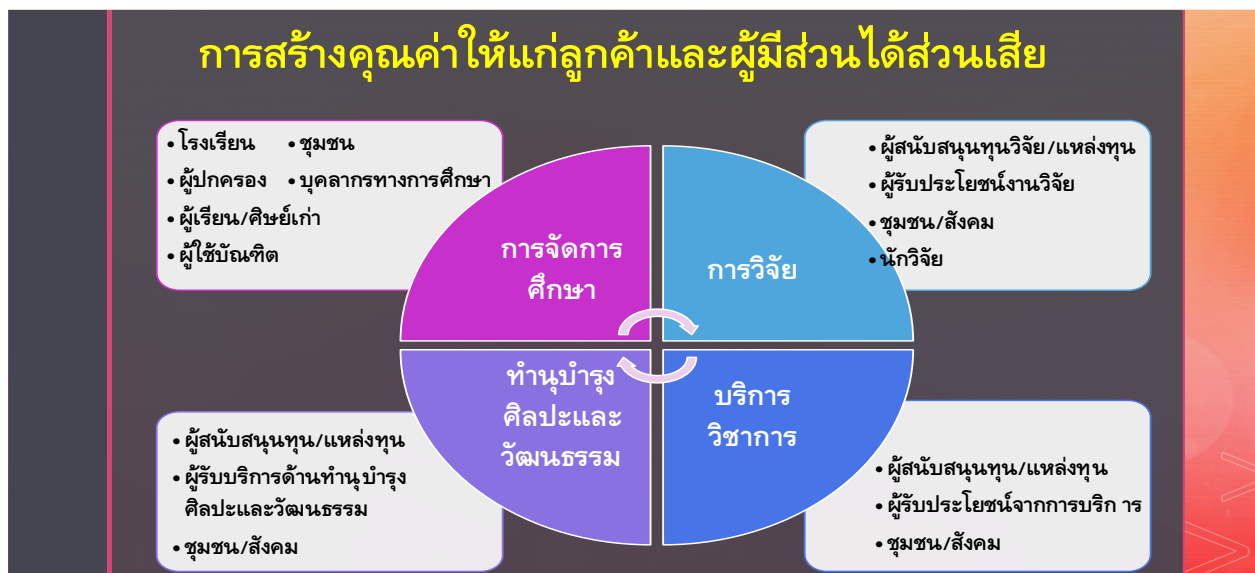 การสร้างคุณค่าให้แก่ลูกค้าและผู้มีส่วนได้ส่วนเสีย
• โรงเรียน • ชุมชน
• ผู้ปกครอง • บุคลากรทางการศึกษา
• ผู้เรียน/ศิษย์เก่า
• ผู้ใช้บัณฑิต
การจัดการ
ศึกษา
• ผู้สนับสนุนทุนวิจัย/แหล่งทุน
• ผู้รับประโยชน์งานวิจัย
• ชุมชน/สังคม
• นักวิจัย
การวิจัย
ทำนุบำรุง
ศิลปะและ
วัฒนธรรม
• ผู้สนับสนุนทุน/แหล่งทุน
• ผู้รับบริการด้านทำนุบำรุง
ศิลปะและวัฒนธรรม
• ชุมชน/สังคม
บริการ
วิชาการ
• ผู้สนับสนุนทุน/แหล่งทุน
• ผู้รับประโยชน์จากการบริก าร
• ชุมชน/สังคม